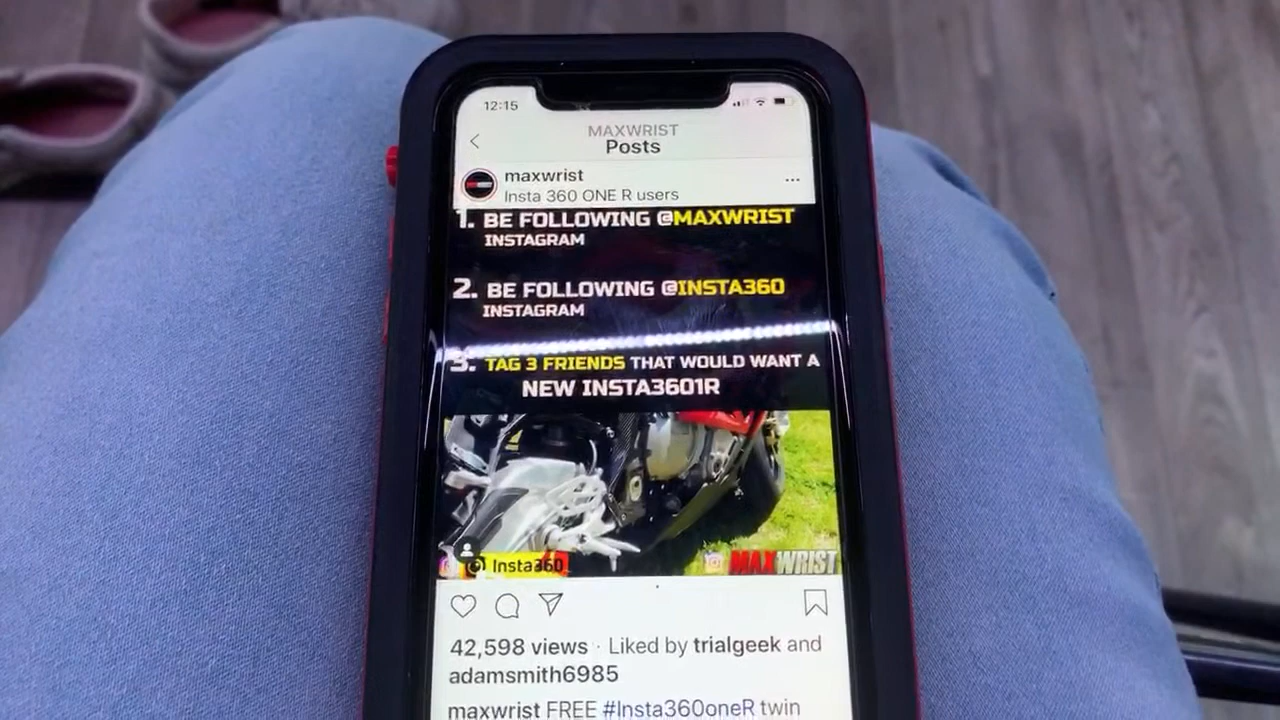 12:15
MAXWRIST
Posts
maxwrist
Insta 360 ONE R users
1. BE FOLLOWING @MAXWRIST
INSTAGRAM
2. BE FOLLOWING @INSTA360
INSTAGRAM
3. TAG 3 FRIENDS THAT WOULD WANT A
NEW INSTA3601R
Insta360
MAXWRIST
42,598 views · Liked by trialgeek and
adamsmith6985
maxwrist FREE #Insta360oneR twin